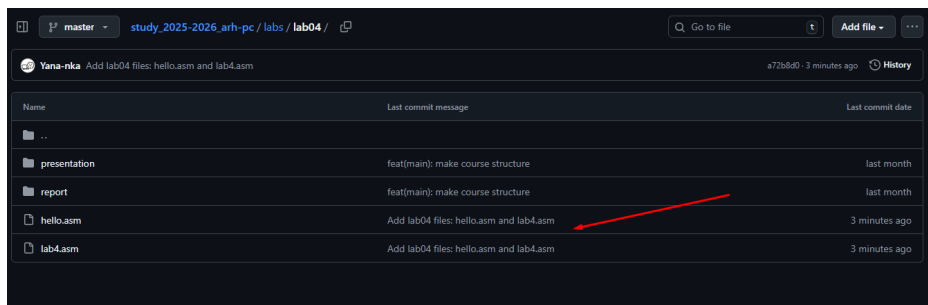 master study_2025-2026_arh-pc / labs / lab04 / Go to file t Add file ...
Yana-nka Add lab04 files: hello.asm and lab4.asm a72b8d0 · 3 minutes ago History
Name Last commit message Last commit date
..
presentation feat(main): make course structure last month
report feat(main): make course structure last month
hello.asm Add lab04 files: hello.asm and lab4.asm 3 minutes ago
lab4.asm Add lab04 files: hello.asm and lab4.asm 3 minutes ago